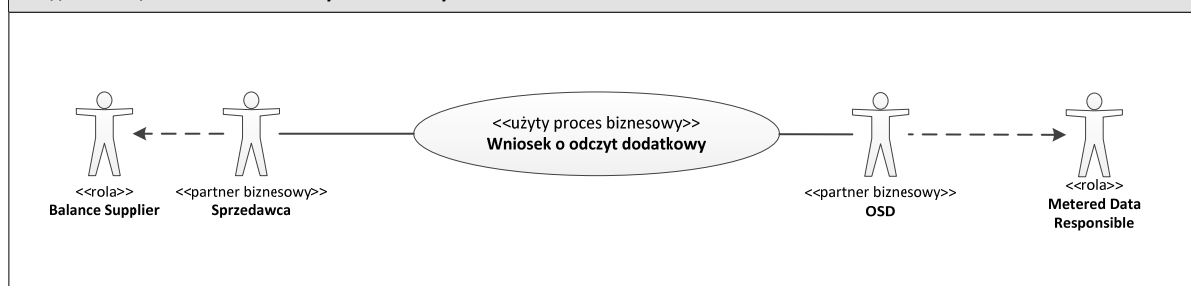 <<użyty proces biznesowy>>
Wniosek o odczyt dodatkowy
<<rola>>
Balance Supplier
<<partner biznesowy>>
Sprzedawca
<<partner biznesowy>>
OSD
<<rola>>
Metered Data
Responsible